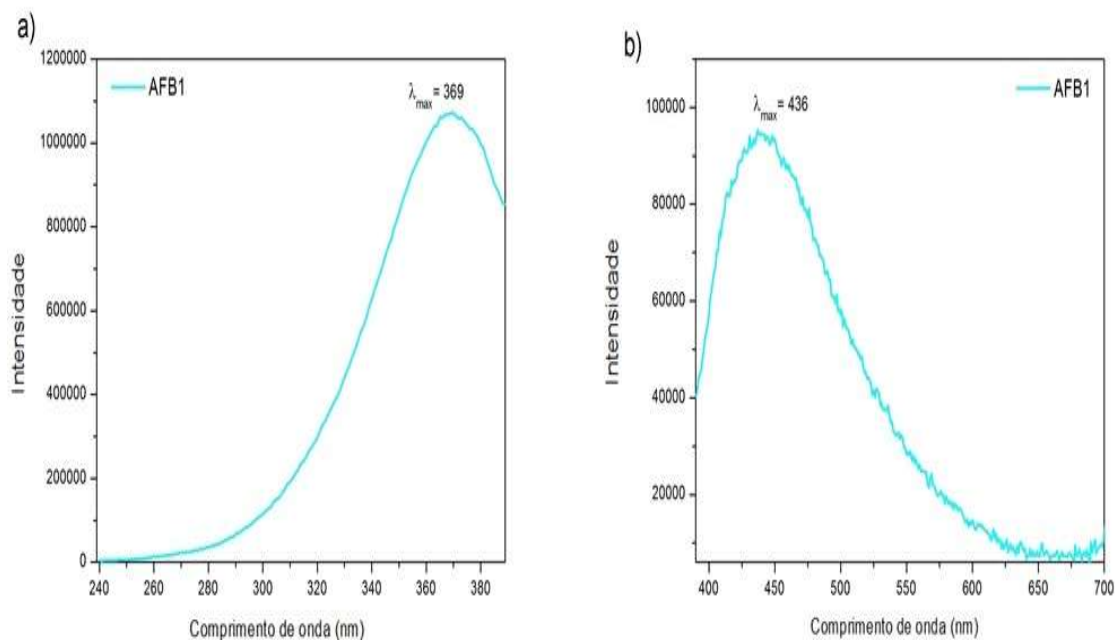 a)
1200000
1000000
800000
600000
400000
200000
0
Intensidade
AFB1
λmax = 369
240 260 280 300 320 340 360 380
Comprimento de onda (nm)
b)
100000
80000
60000
40000
20000
Intensidade
λmax = 436
AFB1
400 450 500 550 600 650 700
Comprimento de onda (nm)